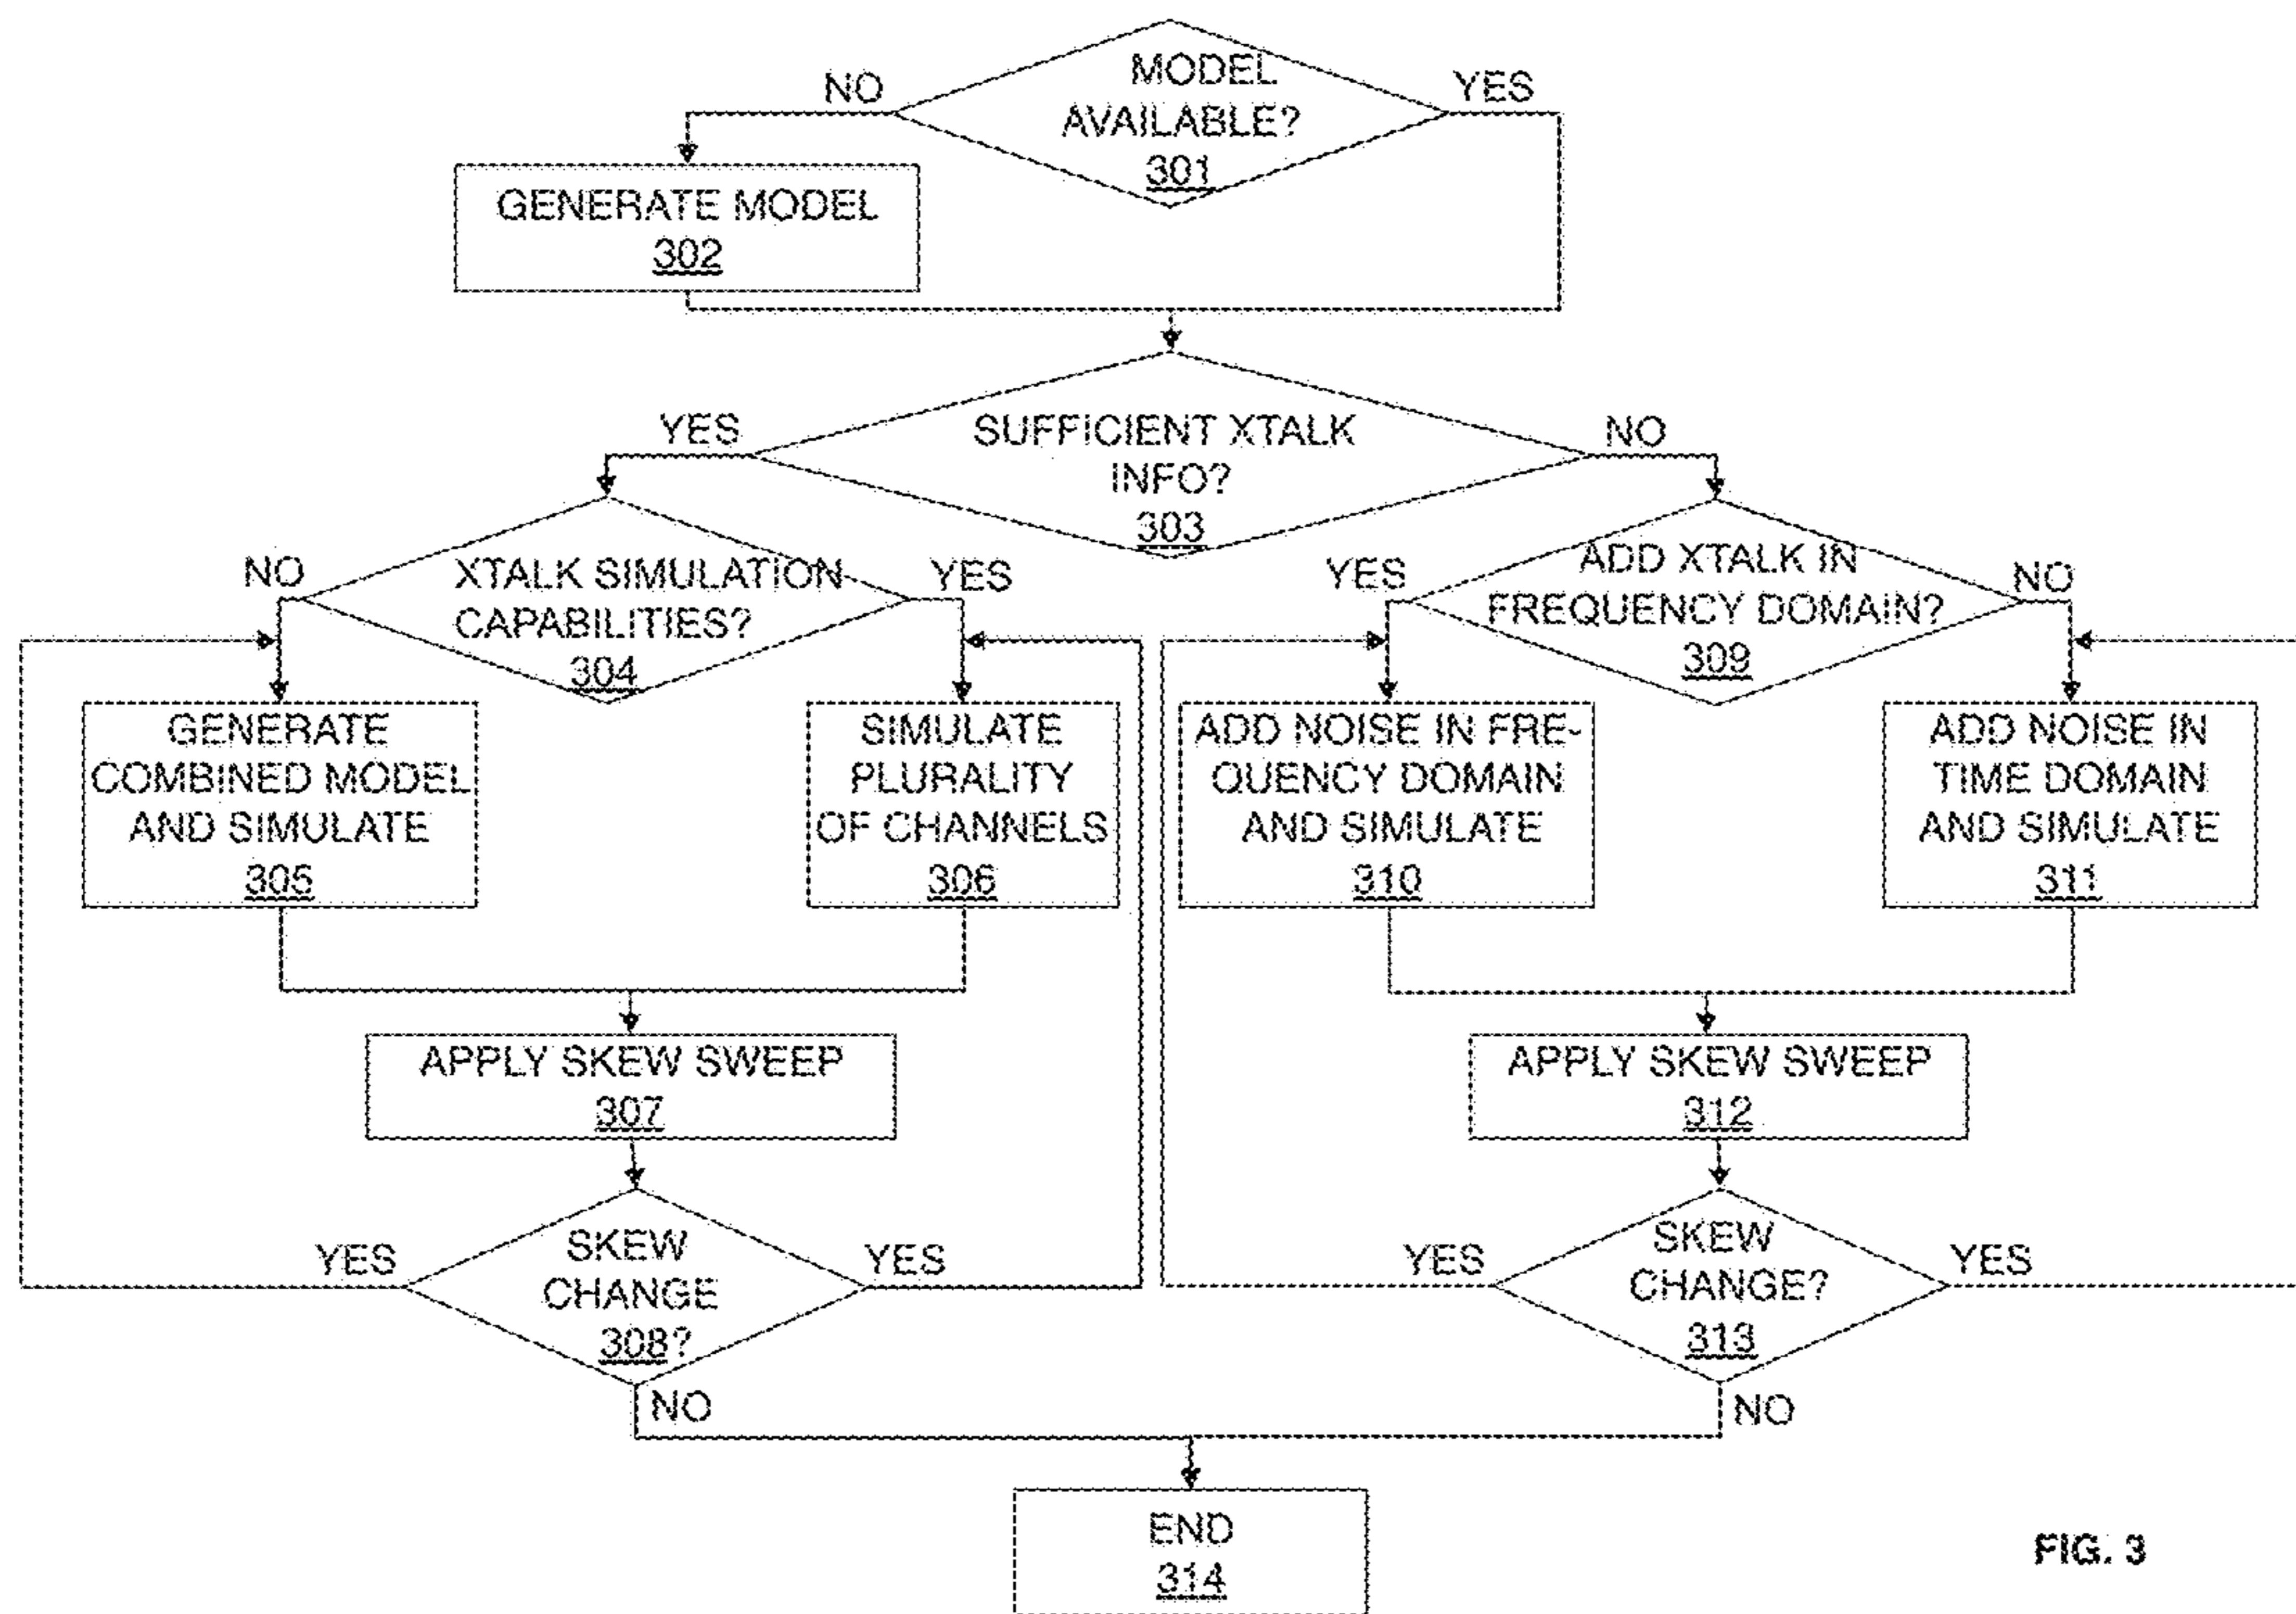 NO
MODEL
AVAILABLE?
301
YES
GENERATE MODEL
302
YES
SUFFICIENT XTALK
INFO?
303
NO
NO
XTALK SIMULATION
CAPABILITIES?
304
YES
YES
ADD XTALK IN
FREQUENCY DOMAIN?
309
NO
GENERATE
COMBINED MODEL
AND SIMULATE
305
SIMULATE
PLURALITY
OF CHANNELS
306
ADD NOISE IN FRE-
QUENCY DOMAIN
AND SIMULATE
310
ADD NOISE IN
TIME DOMAIN
AND SIMULATE
311
APPLY SKEW SWEEP
307
APPLY SKEW SWEEP
312
YES
SKEW
CHANGE
308?
YES
NO
YES
SKEW
CHANGE?
313
YES
NO
END
314
FIG. 3